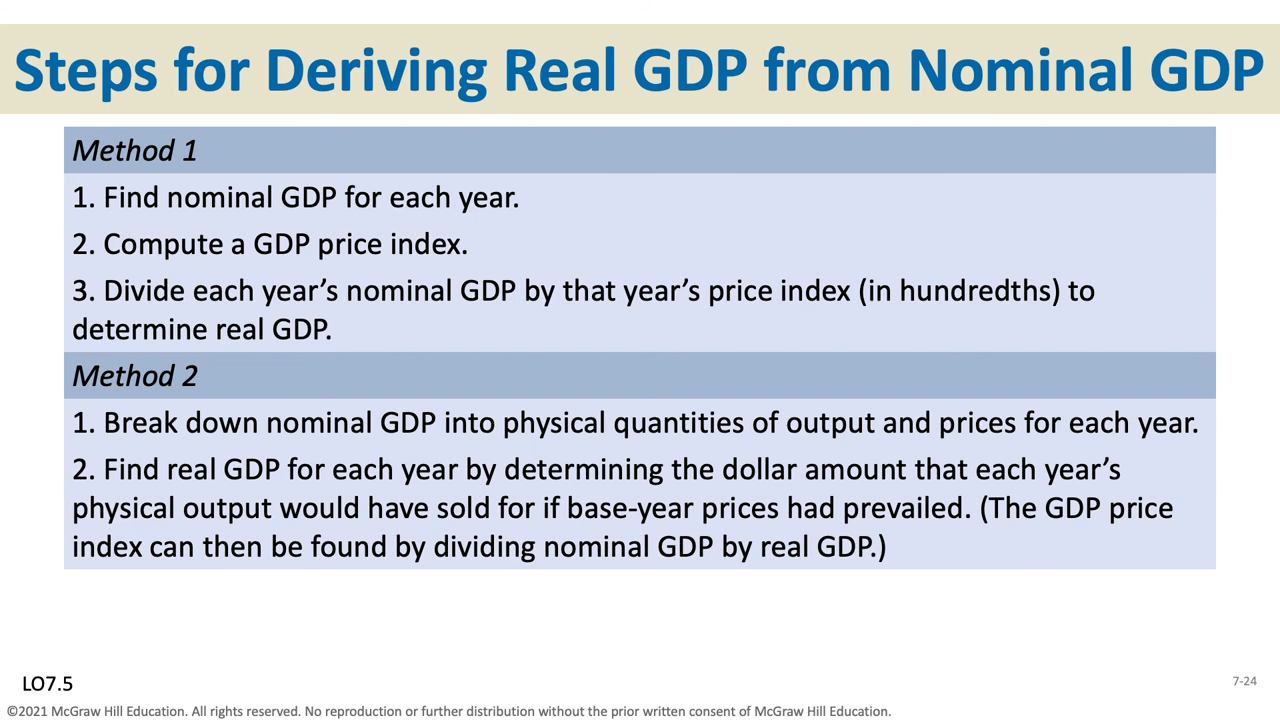 Steps for Deriving Real GDP from Nominal GDP
Method 1
1. Find nominal GDP for each year.
2. Compute a GDP price index.
3. Divide each year’s nominal GDP by that year’s price index (in hundredths) to
determine real GDP.
Method 2
1. Break down nominal GDP into physical quantities of output and prices for each year.
2. Find real GDP for each year by determining the dollar amount that each year’s
physical output would have sold for if base-year prices had prevailed. (The GDP price
index can then be found by dividing nominal GDP by real GDP.)
LO7.5
7-24
©2021 McGraw Hill Education. All rights reserved. No reproduction or further distribution without the prior written consent of McGraw Hill Education.